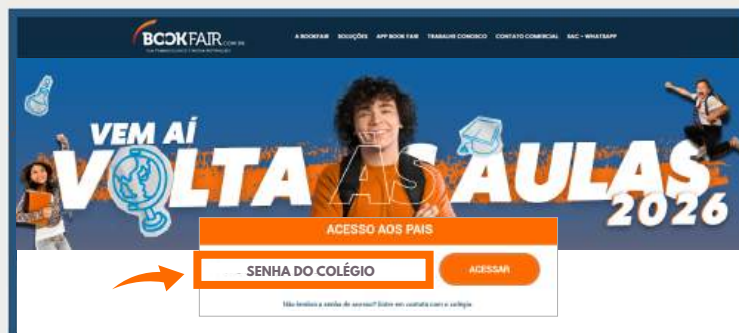 BOOKFAIR.COM.BR
A BOOKFAIR SOLUÇÕES APP BOOK FAIR TRABALHE CONOSCO CONTATO COMERCIAL SAC - WHATSAPP
VEM AÍ
VOLTA ÀS AULAS
2026
ACESSO AOS PAIS
SENHA DO COLÉGIO
ACESSAR
Não lembra a senha de acesso? Entre em contato com o colégio